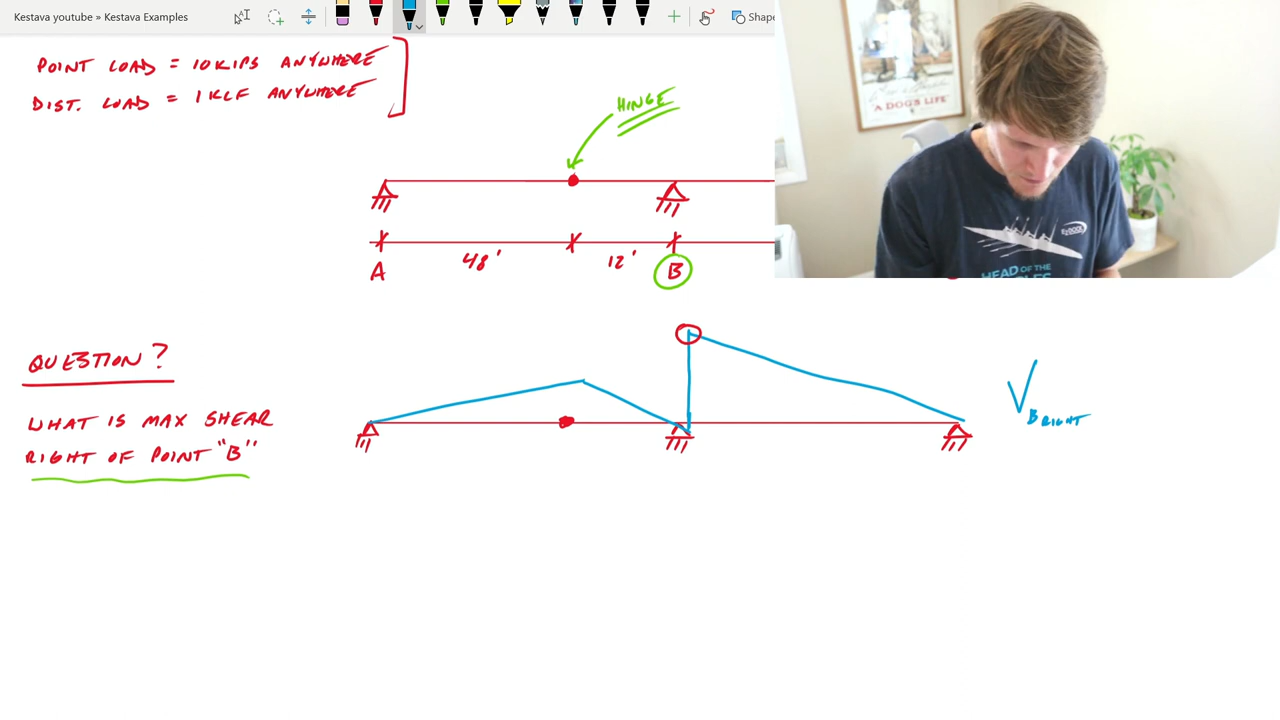 Kestava youtube » Kestava Examples
Shape
POINT LOAD = 10 KIPS ANYWHERE
DIST. LOAD = 1 KLF ANYWHERE
HINGE
A
48'
12'
B
"A DOG'S LIFE"
HEAD OF THE
QUESTION?
WHAT IS MAX SHEAR
RIGHT OF POINT "B"
V B RIGHT